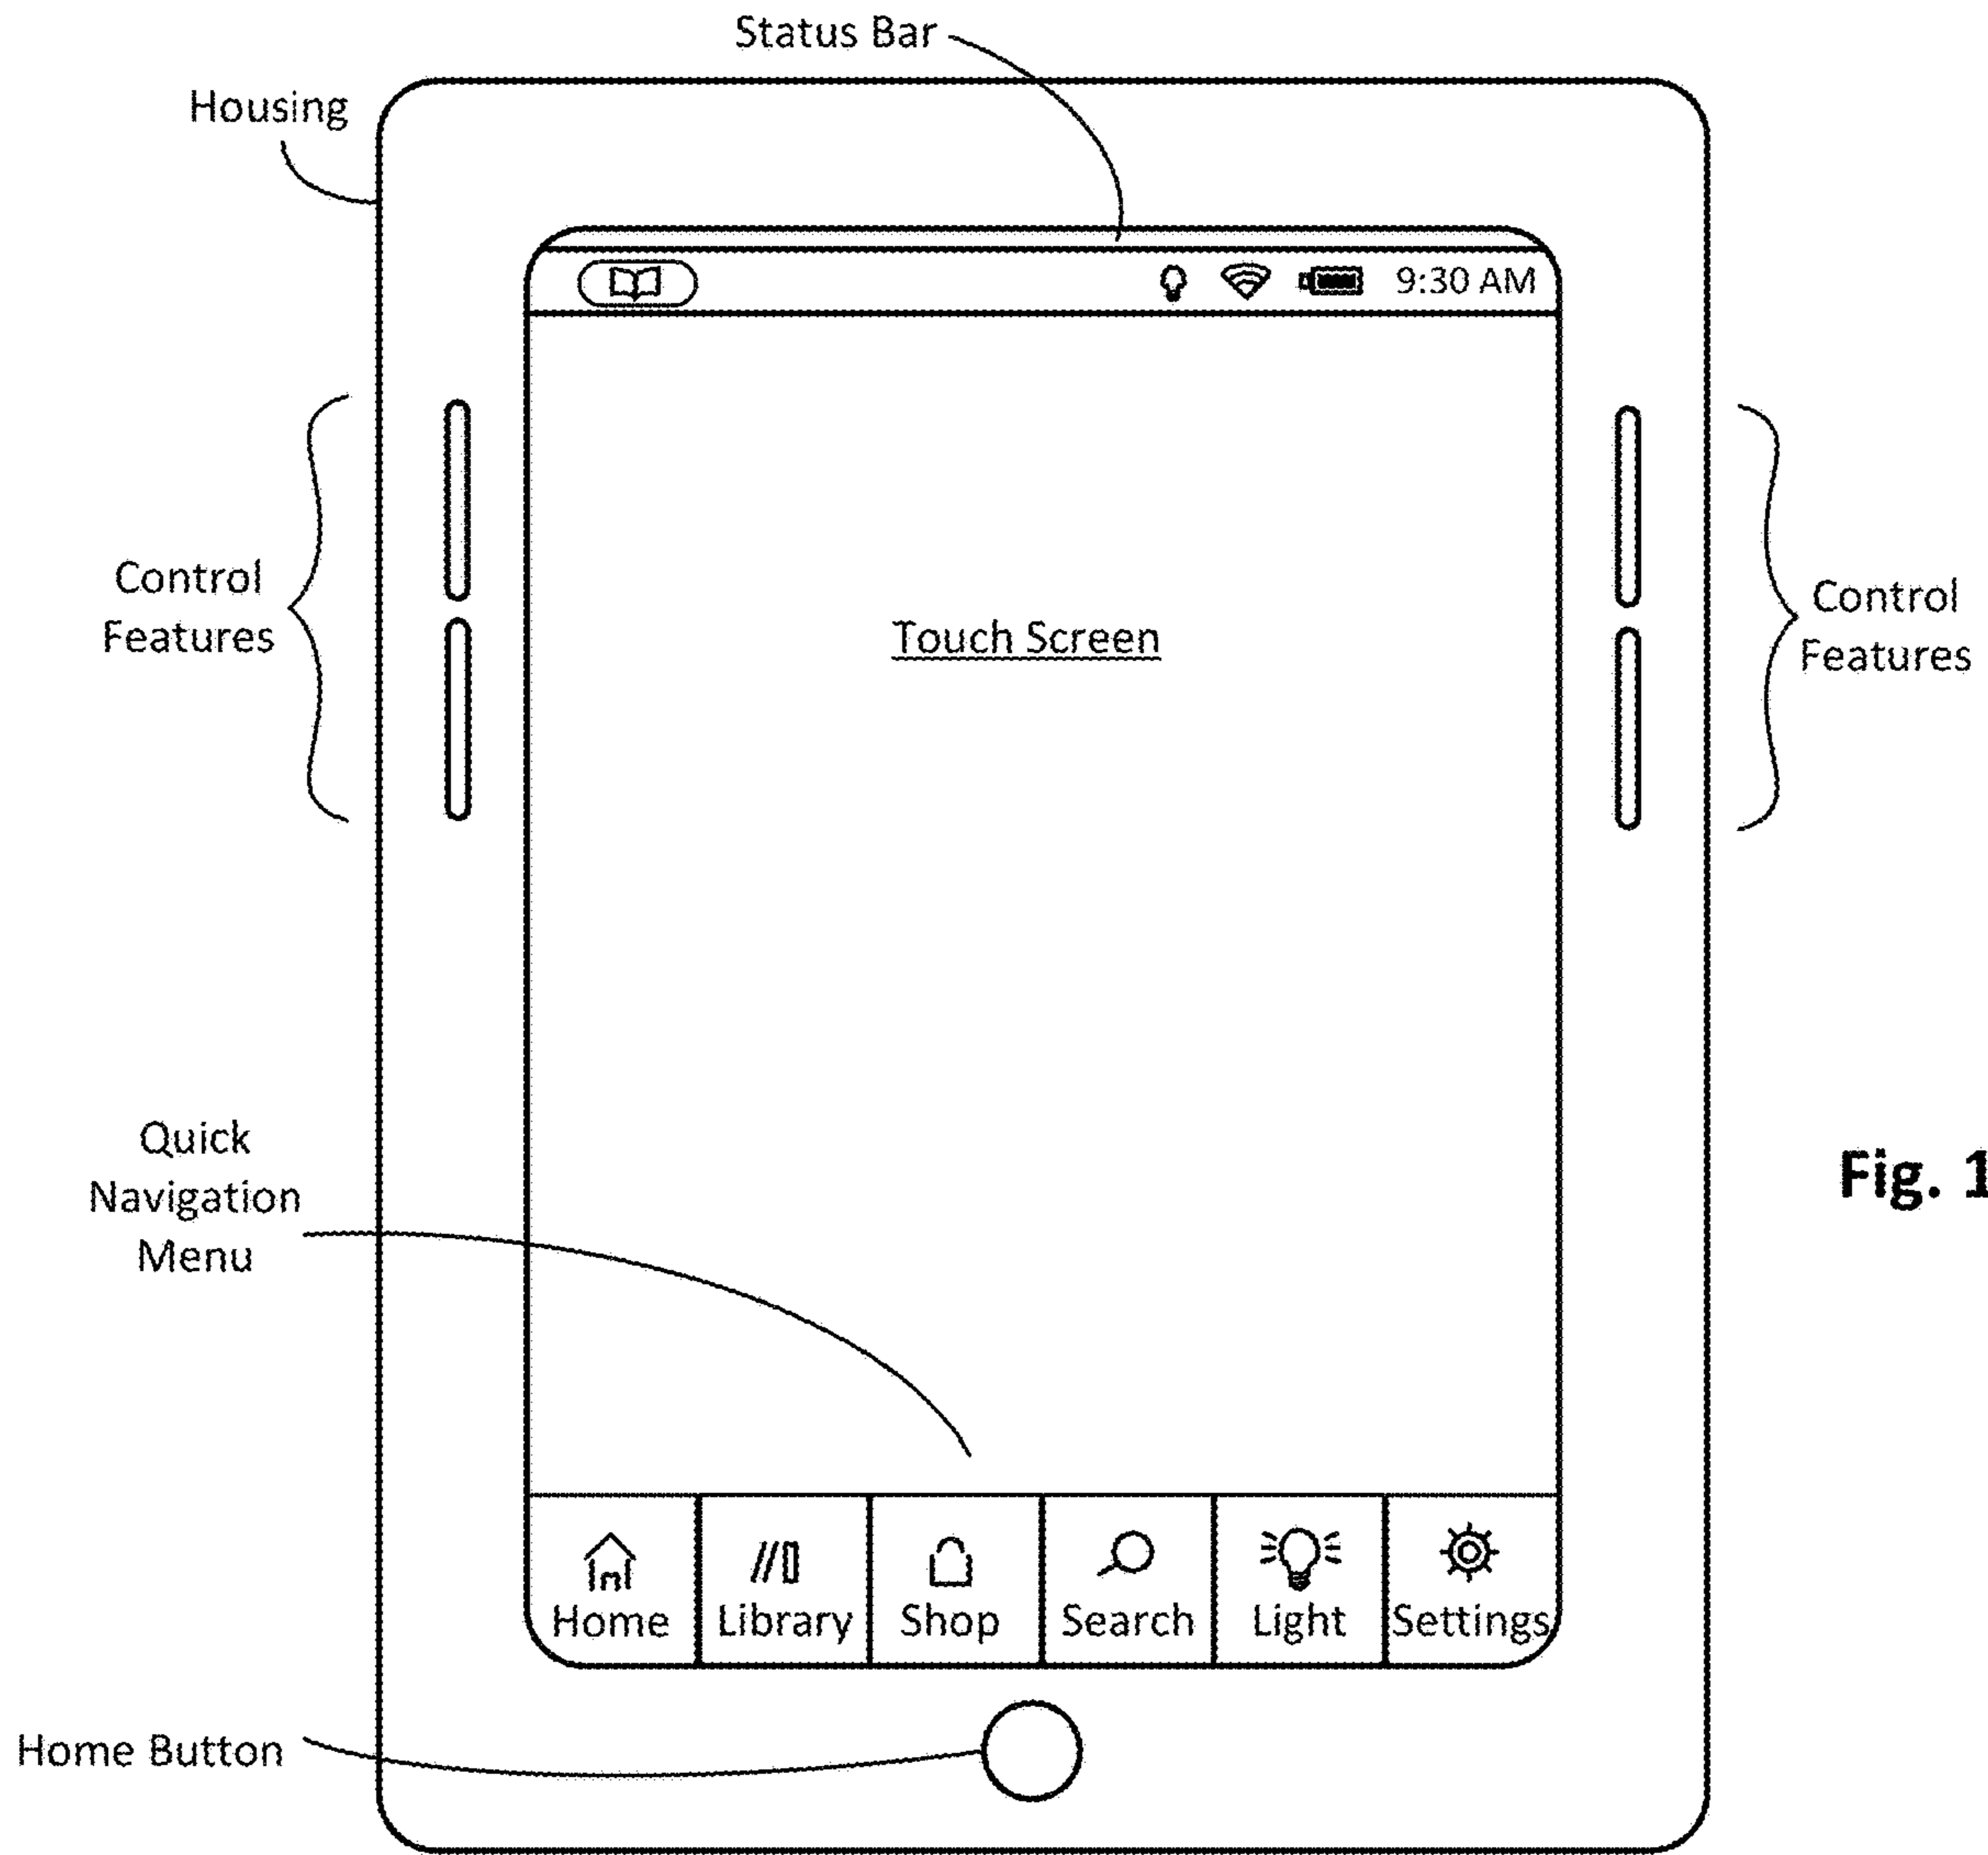 Status Bar
Housing
9:30 AM
Control
Features
Touch Screen
Control
Features
Quick
Navigation
Menu
Fig. 1
Home
Library
Shop
Search
Light
Settings
Home Button